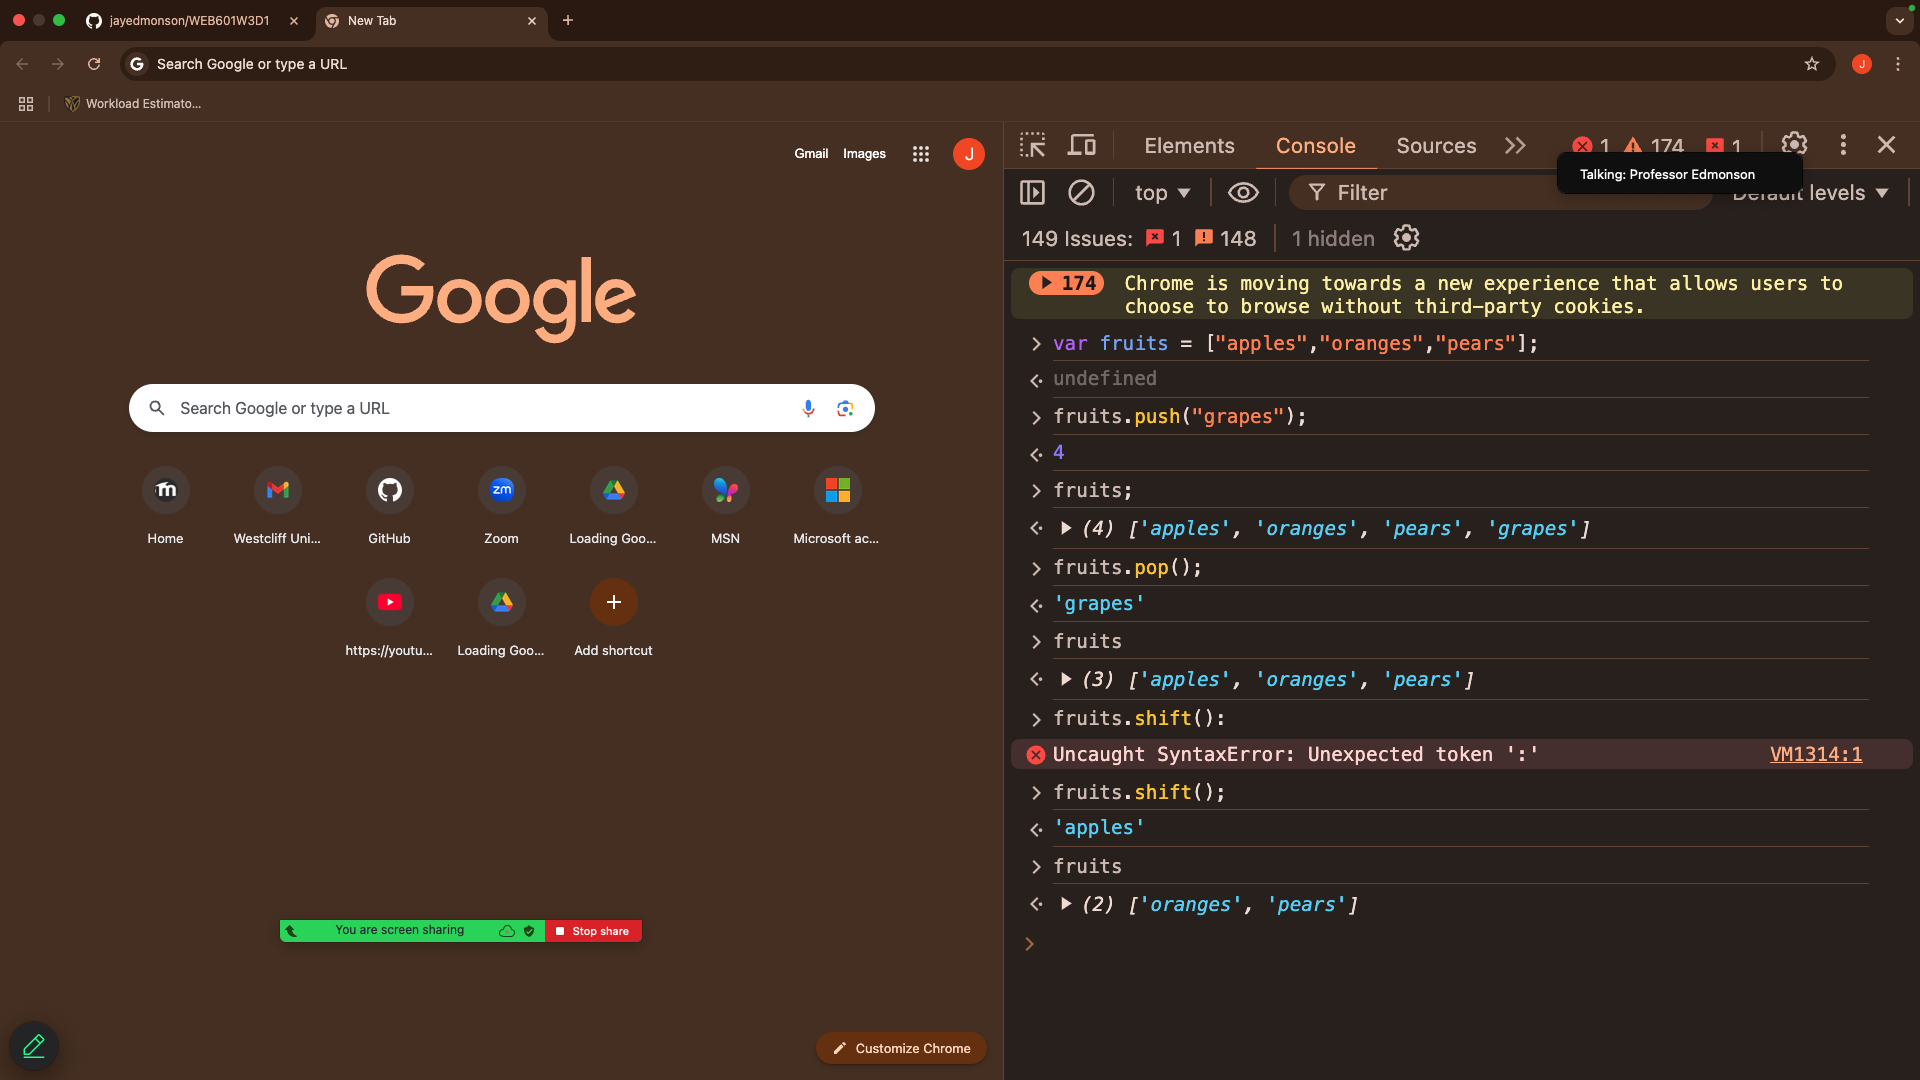 jayedmonson/WEB601W3D1
New Tab
Search Google or type a URL
J
Workload Estimato...
Gmail
Images
J
Google
Search Google or type a URL
Home
Westcliff Uni...
GitHub
zm
Zoom
Loading Goo...
MSN
Microsoft ac...
https://youtu...
Loading Goo...
Add shortcut
You are screen sharing
Stop share
Customize Chrome
Elements
Console
Sources
1
174
1
Talking: Professor Edmonson
top
Filter
Default levels
149 Issues:
1
148
1 hidden
174
Chrome is moving towards a new experience that allows users to
choose to browse without third-party cookies.
var fruits = ["apples","oranges","pears"];
undefined
fruits.push("grapes");
4
fruits;
(4) ['apples', 'oranges', 'pears', 'grapes']
fruits.pop();
'grapes'
fruits
(3) ['apples', 'oranges', 'pears']
fruits.shift():
Uncaught SyntaxError: Unexpected token ':'
VM1314:1
fruits.shift();
'apples'
fruits
(2) ['oranges', 'pears']